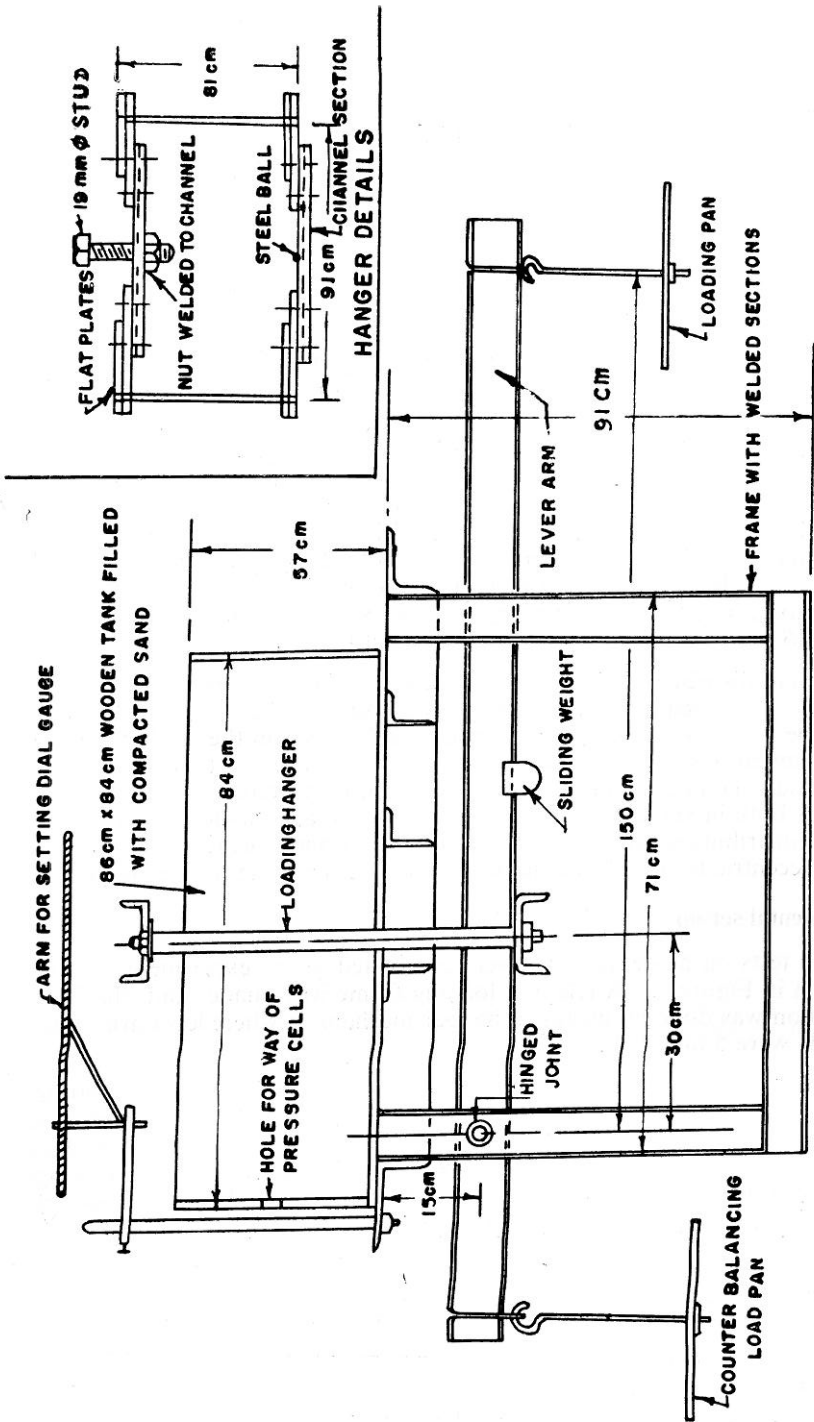 ARM FOR SETTING DIAL GAUGE
86cm x 84cm WOODEN TANK FILLED
WITH COMPACTED SAND
84cm
57cm
LOADINGHANGER
HOLE FOR WAY OF
PRESSURE CELLS
15cm
HINGED
JOINT
30cm
SLIDING WEIGHT
150cm
71cm
LEVER ARM
91cm
COUNTER BALANCING
LOAD PAN
FRAME WITH WELDED SECTIONS
LOADING PAN
FLAT PLATES
19mm φ STUD
NUT WELDED TO CHANNEL
81cm
STEEL BALL
91cm
CHANNEL SECTION
HANGER DETAILS